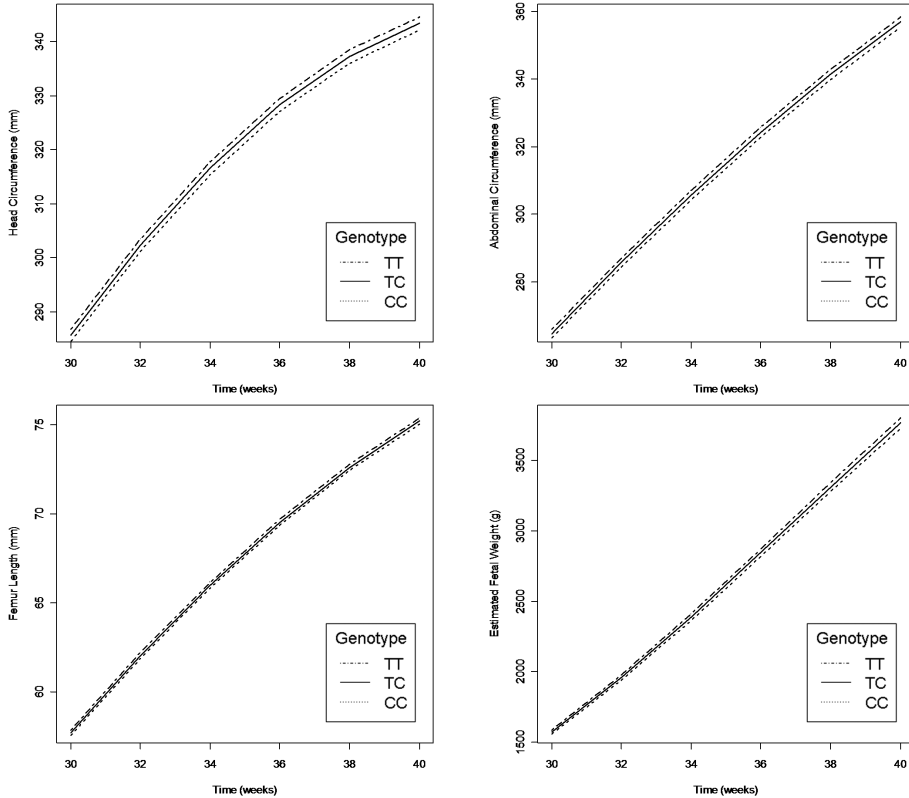 Head Circumference (mm)
340
330
320
310
300
290
Genotype
TT
TC
CC
30 32 34 36 38 40
Time (weeks)
Abdominal Circumference (mm)
360
340
320
300
280
Genotype
TT
TC
CC
30 32 34 36 38 40
Time (weeks)
Femur Length (mm)
75
70
65
60
Genotype
TT
TC
CC
30 32 34 36 38 40
Time (weeks)
Estimated Fetal Weight (g)
3500
3000
2500
2000
1500
Genotype
TT
TC
CC
30 32 34 36 38 40
Time (weeks)